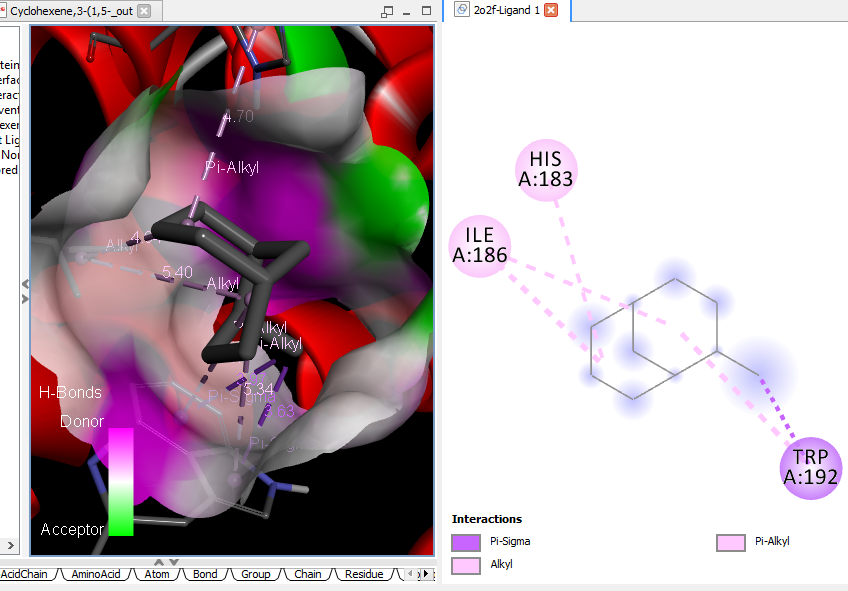 Cyclohexene,3-(1,5-_out
2o2f-Ligand 1
4.70
Pi-Alkyl
Alkyl
5.40
Alkyl
5.34
Pi-Sigma
H-Bonds
Donor
Acceptor
AminoAcid
Atom
Bond
Group
Chain
Residue
HIS
A:183
ILE
A:186
TRP
A:192
Interactions
Pi-Sigma
Alkyl
Pi-Alkyl